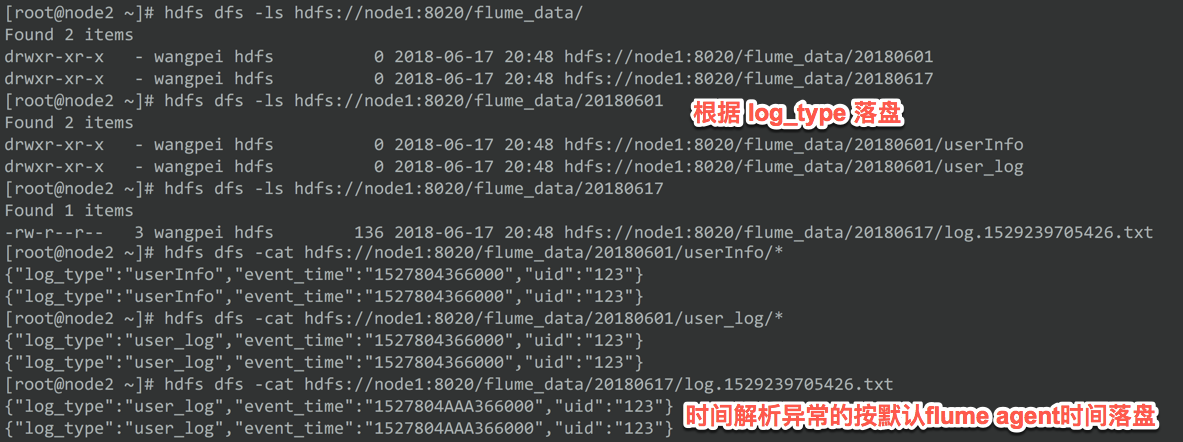 [root@node2 ~]# hdfs dfs -ls hdfs://node1:8020/flume_data/
Found 2 items
drwxr-xr-x   - wangpei hdfs          0 2018-06-17 20:48 hdfs://node1:8020/flume_data/20180601
drwxr-xr-x   - wangpei hdfs          0 2018-06-17 20:48 hdfs://node1:8020/flume_data/20180617
[root@node2 ~]# hdfs dfs -ls hdfs://node1:8020/flume_data/20180601
根据 log_type 落盘
Found 2 items
drwxr-xr-x   - wangpei hdfs          0 2018-06-17 20:48 hdfs://node1:8020/flume_data/20180601/userInfo
drwxr-xr-x   - wangpei hdfs          0 2018-06-17 20:48 hdfs://node1:8020/flume_data/20180601/user_log
[root@node2 ~]# hdfs dfs -ls hdfs://node1:8020/flume_data/20180617
Found 1 items
-rw-r--r--   3 wangpei hdfs        136 2018-06-17 20:48 hdfs://node1:8020/flume_data/20180617/log.1529239705426.txt
[root@node2 ~]# hdfs dfs -cat hdfs://node1:8020/flume_data/20180601/userInfo/*
{"log_type":"userInfo","event_time":"1527804366000","uid":"123"}
{"log_type":"userInfo","event_time":"1527804366000","uid":"123"}
[root@node2 ~]# hdfs dfs -cat hdfs://node1:8020/flume_data/20180601/user_log/*
{"log_type":"user_log","event_time":"1527804366000","uid":"123"}
{"log_type":"user_log","event_time":"1527804366000","uid":"123"}
[root@node2 ~]# hdfs dfs -cat hdfs://node1:8020/flume_data/20180617/log.1529239705426.txt
{"log_type":"user_log","event_time":"1527804AAA366000","uid":"123"}
时间解析异常的按默认flume agent时间落盘
{"log_type":"user_log","event_time":"1527804AAA366000","uid":"123"}